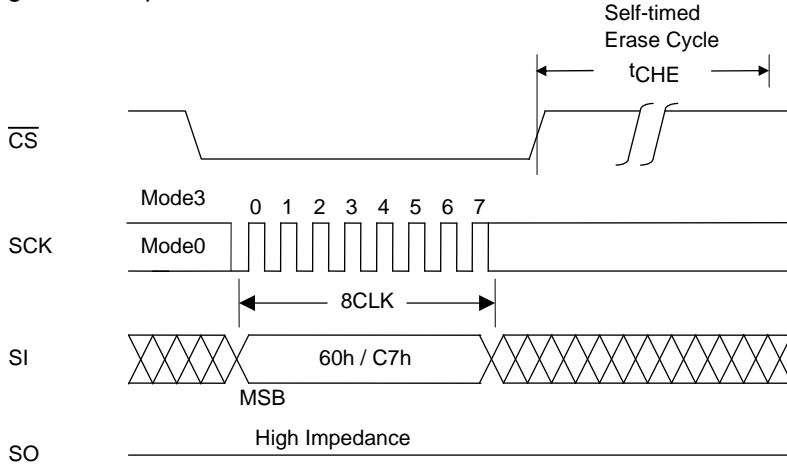 Self-timed
Erase Cycle
tCHE
CS
Mode3
0 1 2 3 4 5 6 7
SCK
Mode0
8CLK
SI
60h / C7h
MSB
High Impedance
SO